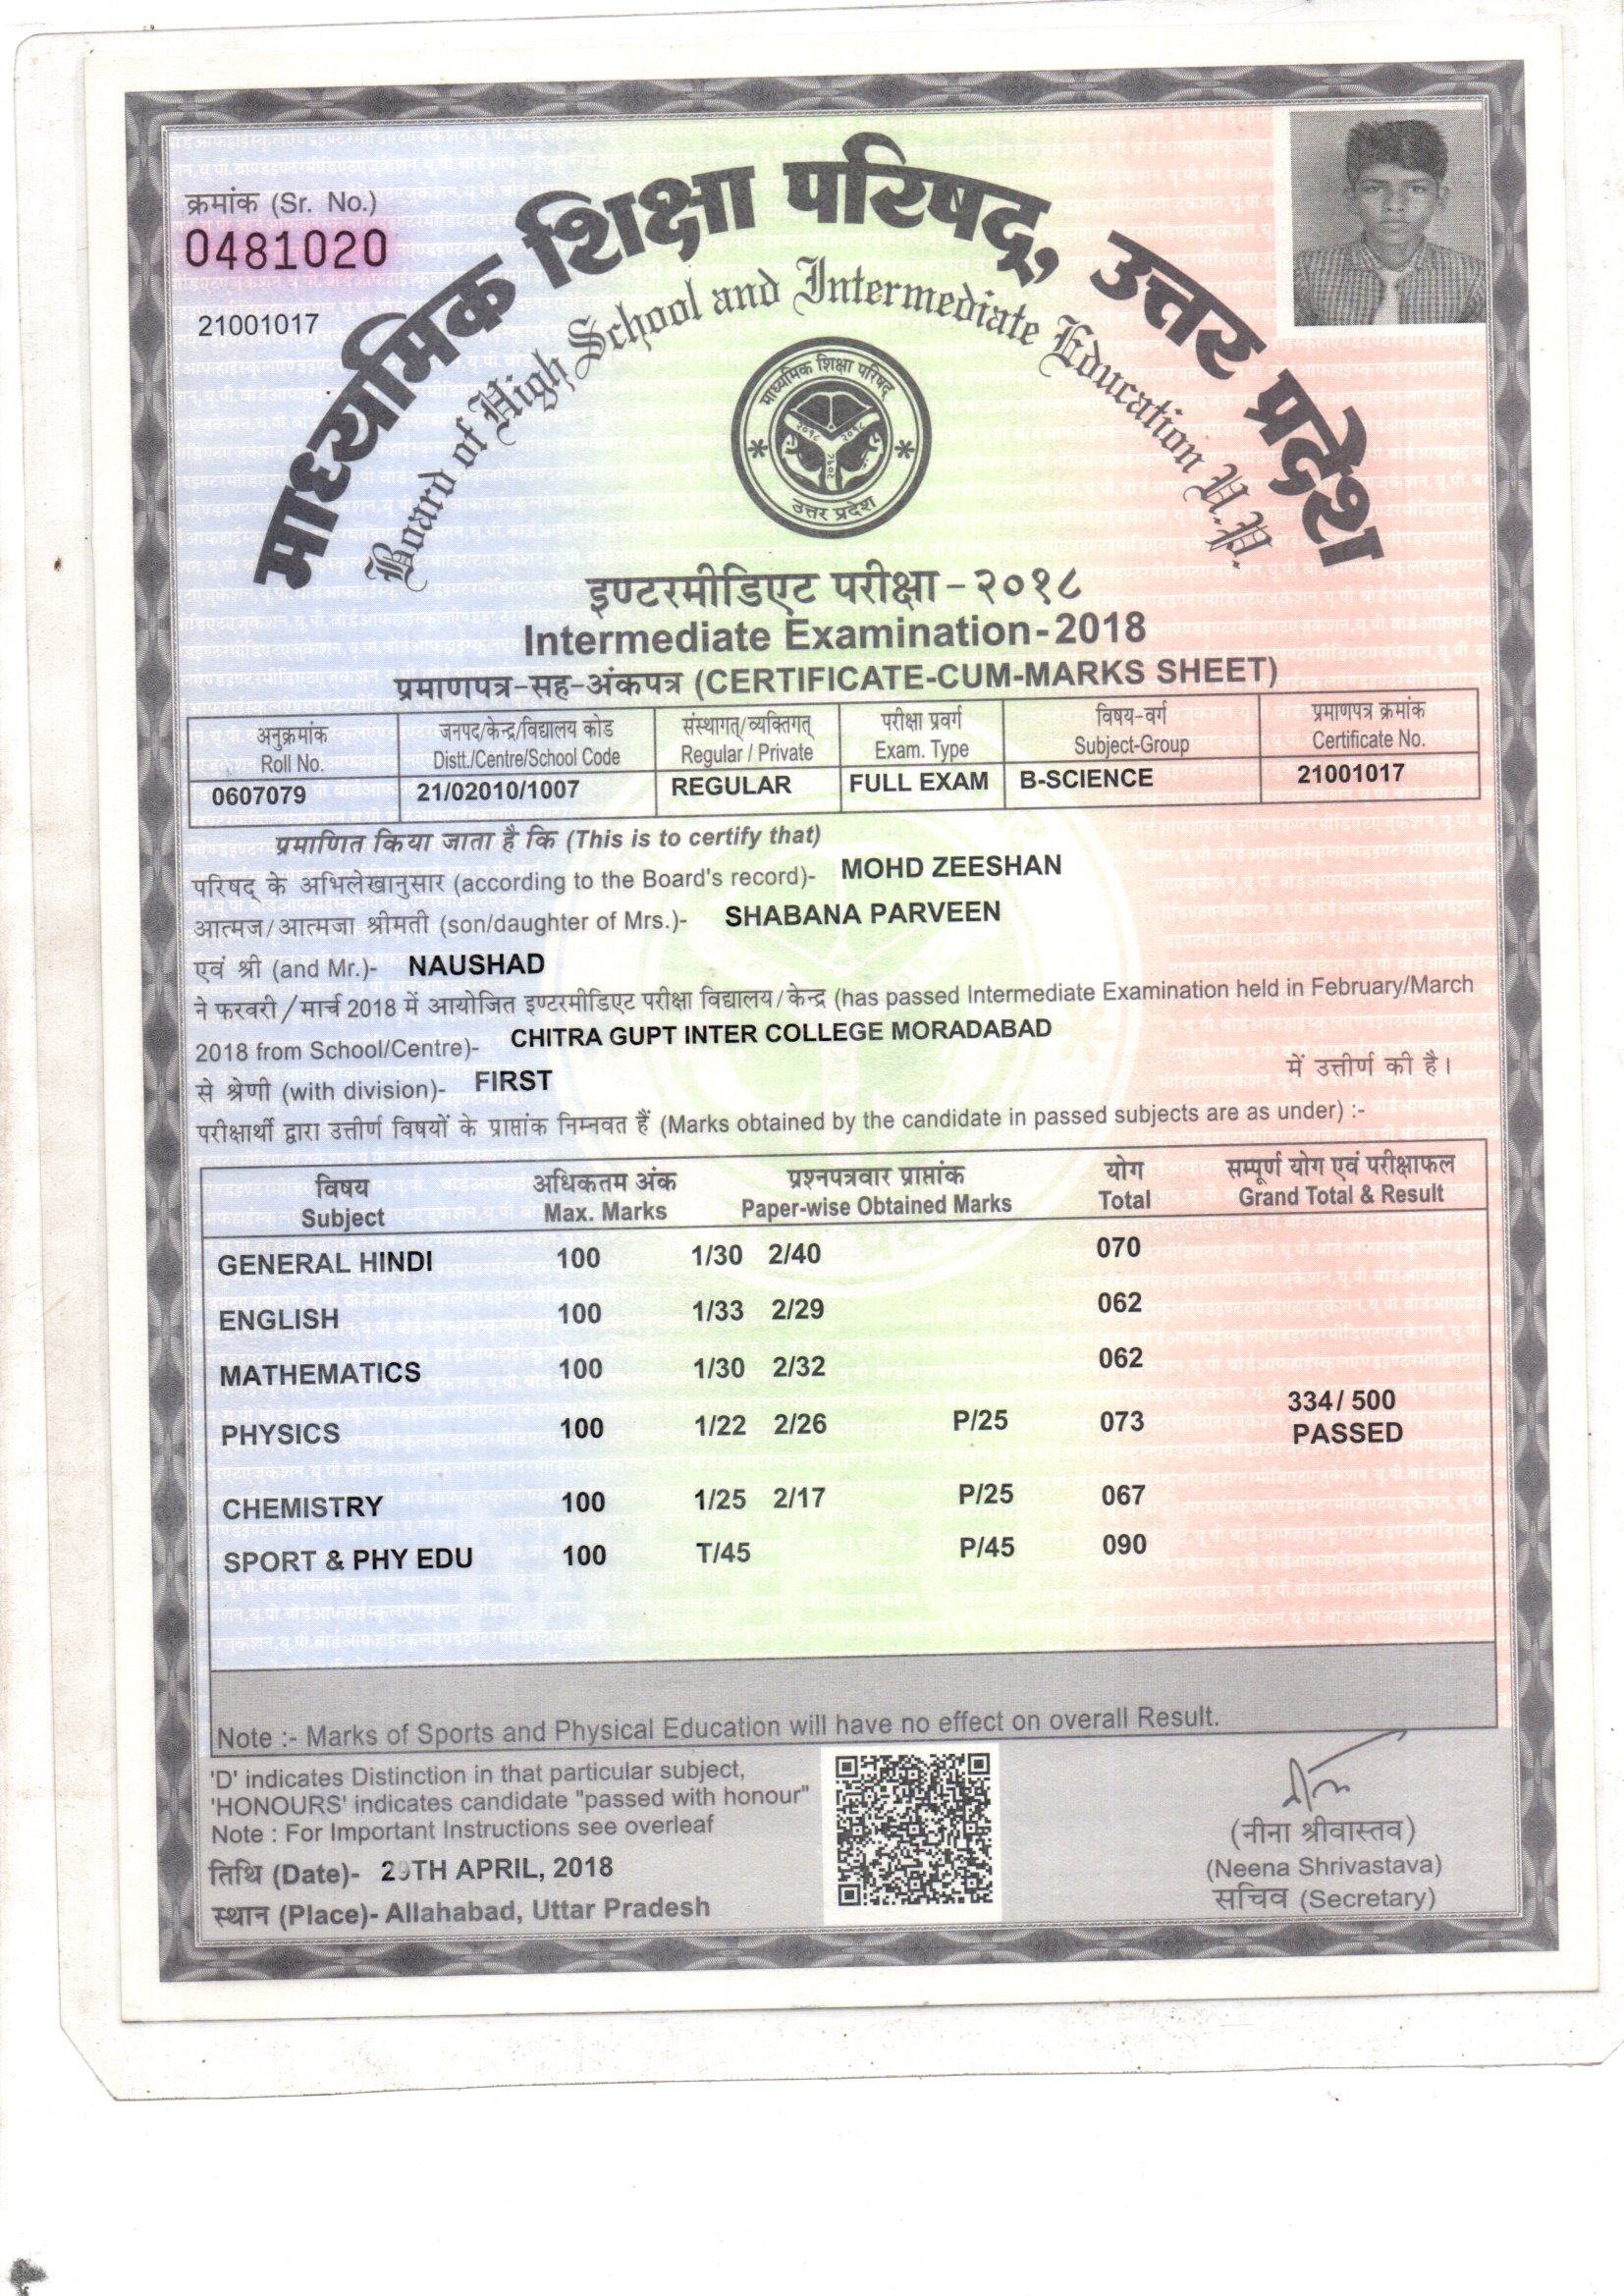 क्रमांक (Sr. No.)
0481020
21001017
माध्यमिक शिक्षा परिषद्, उत्तर प्रदेश
Board of High School and Intermediate Education U.P.
माध्यमिक शिक्षा परिषद्
२०१८ २०१८
२०१८
उत्तर प्रदेश
इण्टरमीडिएट परीक्षा-२०१८
Intermediate Examination-2018
प्रमाणपत्र-सह-अंकपत्र (CERTIFICATE-CUM-MARKS SHEET)
अनुक्रमांक जनपद/केन्द्र/विद्यालय कोड संस्थागत्/व्यक्तिगत् परीक्षा प्रवर्ग विषय-वर्ग प्रमाणपत्र क्रमांक
Roll No. Distt./Centre/School Code Regular / Private Exam. Type Subject-Group Certificate No.
0607079 21/02010/1007 REGULAR FULL EXAM B-SCIENCE 21001017
प्रमाणित किया जाता है कि (This is to certify that)
परिषद् के अभिलेखानुसार (according to the Board's record)- MOHD ZEESHAN
आत्मज/आत्मजा श्रीमती (son/daughter of Mrs.)- SHABANA PARVEEN
एवं श्री (and Mr.)- NAUSHAD
ने फरवरी/मार्च 2018 में आयोजित इण्टरमीडिएट परीक्षा विद्यालय/केन्द्र (has passed Intermediate Examination held in February/March
2018 from School/Centre)- CHITRA GUPT INTER COLLEGE MORADABAD
से श्रेणी (with division)- FIRST में उत्तीर्ण की है।
परीक्षार्थी द्वारा उत्तीर्ण विषयों के प्राप्तांक निम्नवत हैं (Marks obtained by the candidate in passed subjects are as under) :-
विषय अधिकतम अंक प्रश्नपत्रवार प्राप्तांक योग सम्पूर्ण योग एवं परीक्षाफल
Subject Max. Marks Paper-wise Obtained Marks Total Grand Total & Result
GENERAL HINDI 100 1/30 2/40 070
ENGLISH 100 1/33 2/29 062
MATHEMATICS 100 1/30 2/32 062
334/ 500
PHYSICS 100 1/22 2/26 P/25 073 PASSED
CHEMISTRY 100 1/25 2/17 P/25 067
SPORT & PHY EDU 100 T/45 P/45 090
Note :- Marks of Sports and Physical Education will have no effect on overall Result.
'D' indicates Distinction in that particular subject,
'HONOURS' indicates candidate "passed with honour"
Note : For Important Instructions see overleaf
तिथि (Date)- 29TH APRIL, 2018
स्थान (Place)- Allahabad, Uttar Pradesh
(नीना श्रीवास्तव)
(Neena Shrivastava)
सचिव (Secretary)